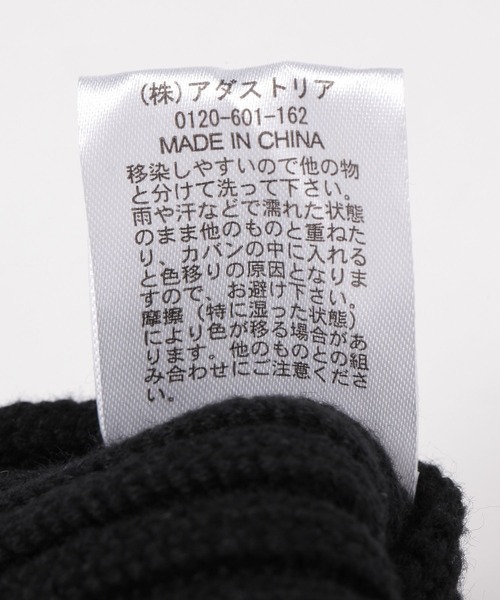 (株)アダストリア
0120-601-162
MADE IN CHINA
移染しやすいので他の物
と分けて洗って下さい。
雨や汗などで濡れた状態
のまま他のものと重ねた
り、カバンの中に入れる
と色移りの原因となりま
すので、お避け下さい。
摩擦（特に湿った状態）
により色が移る場合があ
ります。他のものとの組
み合わせにご注意くださ
い。